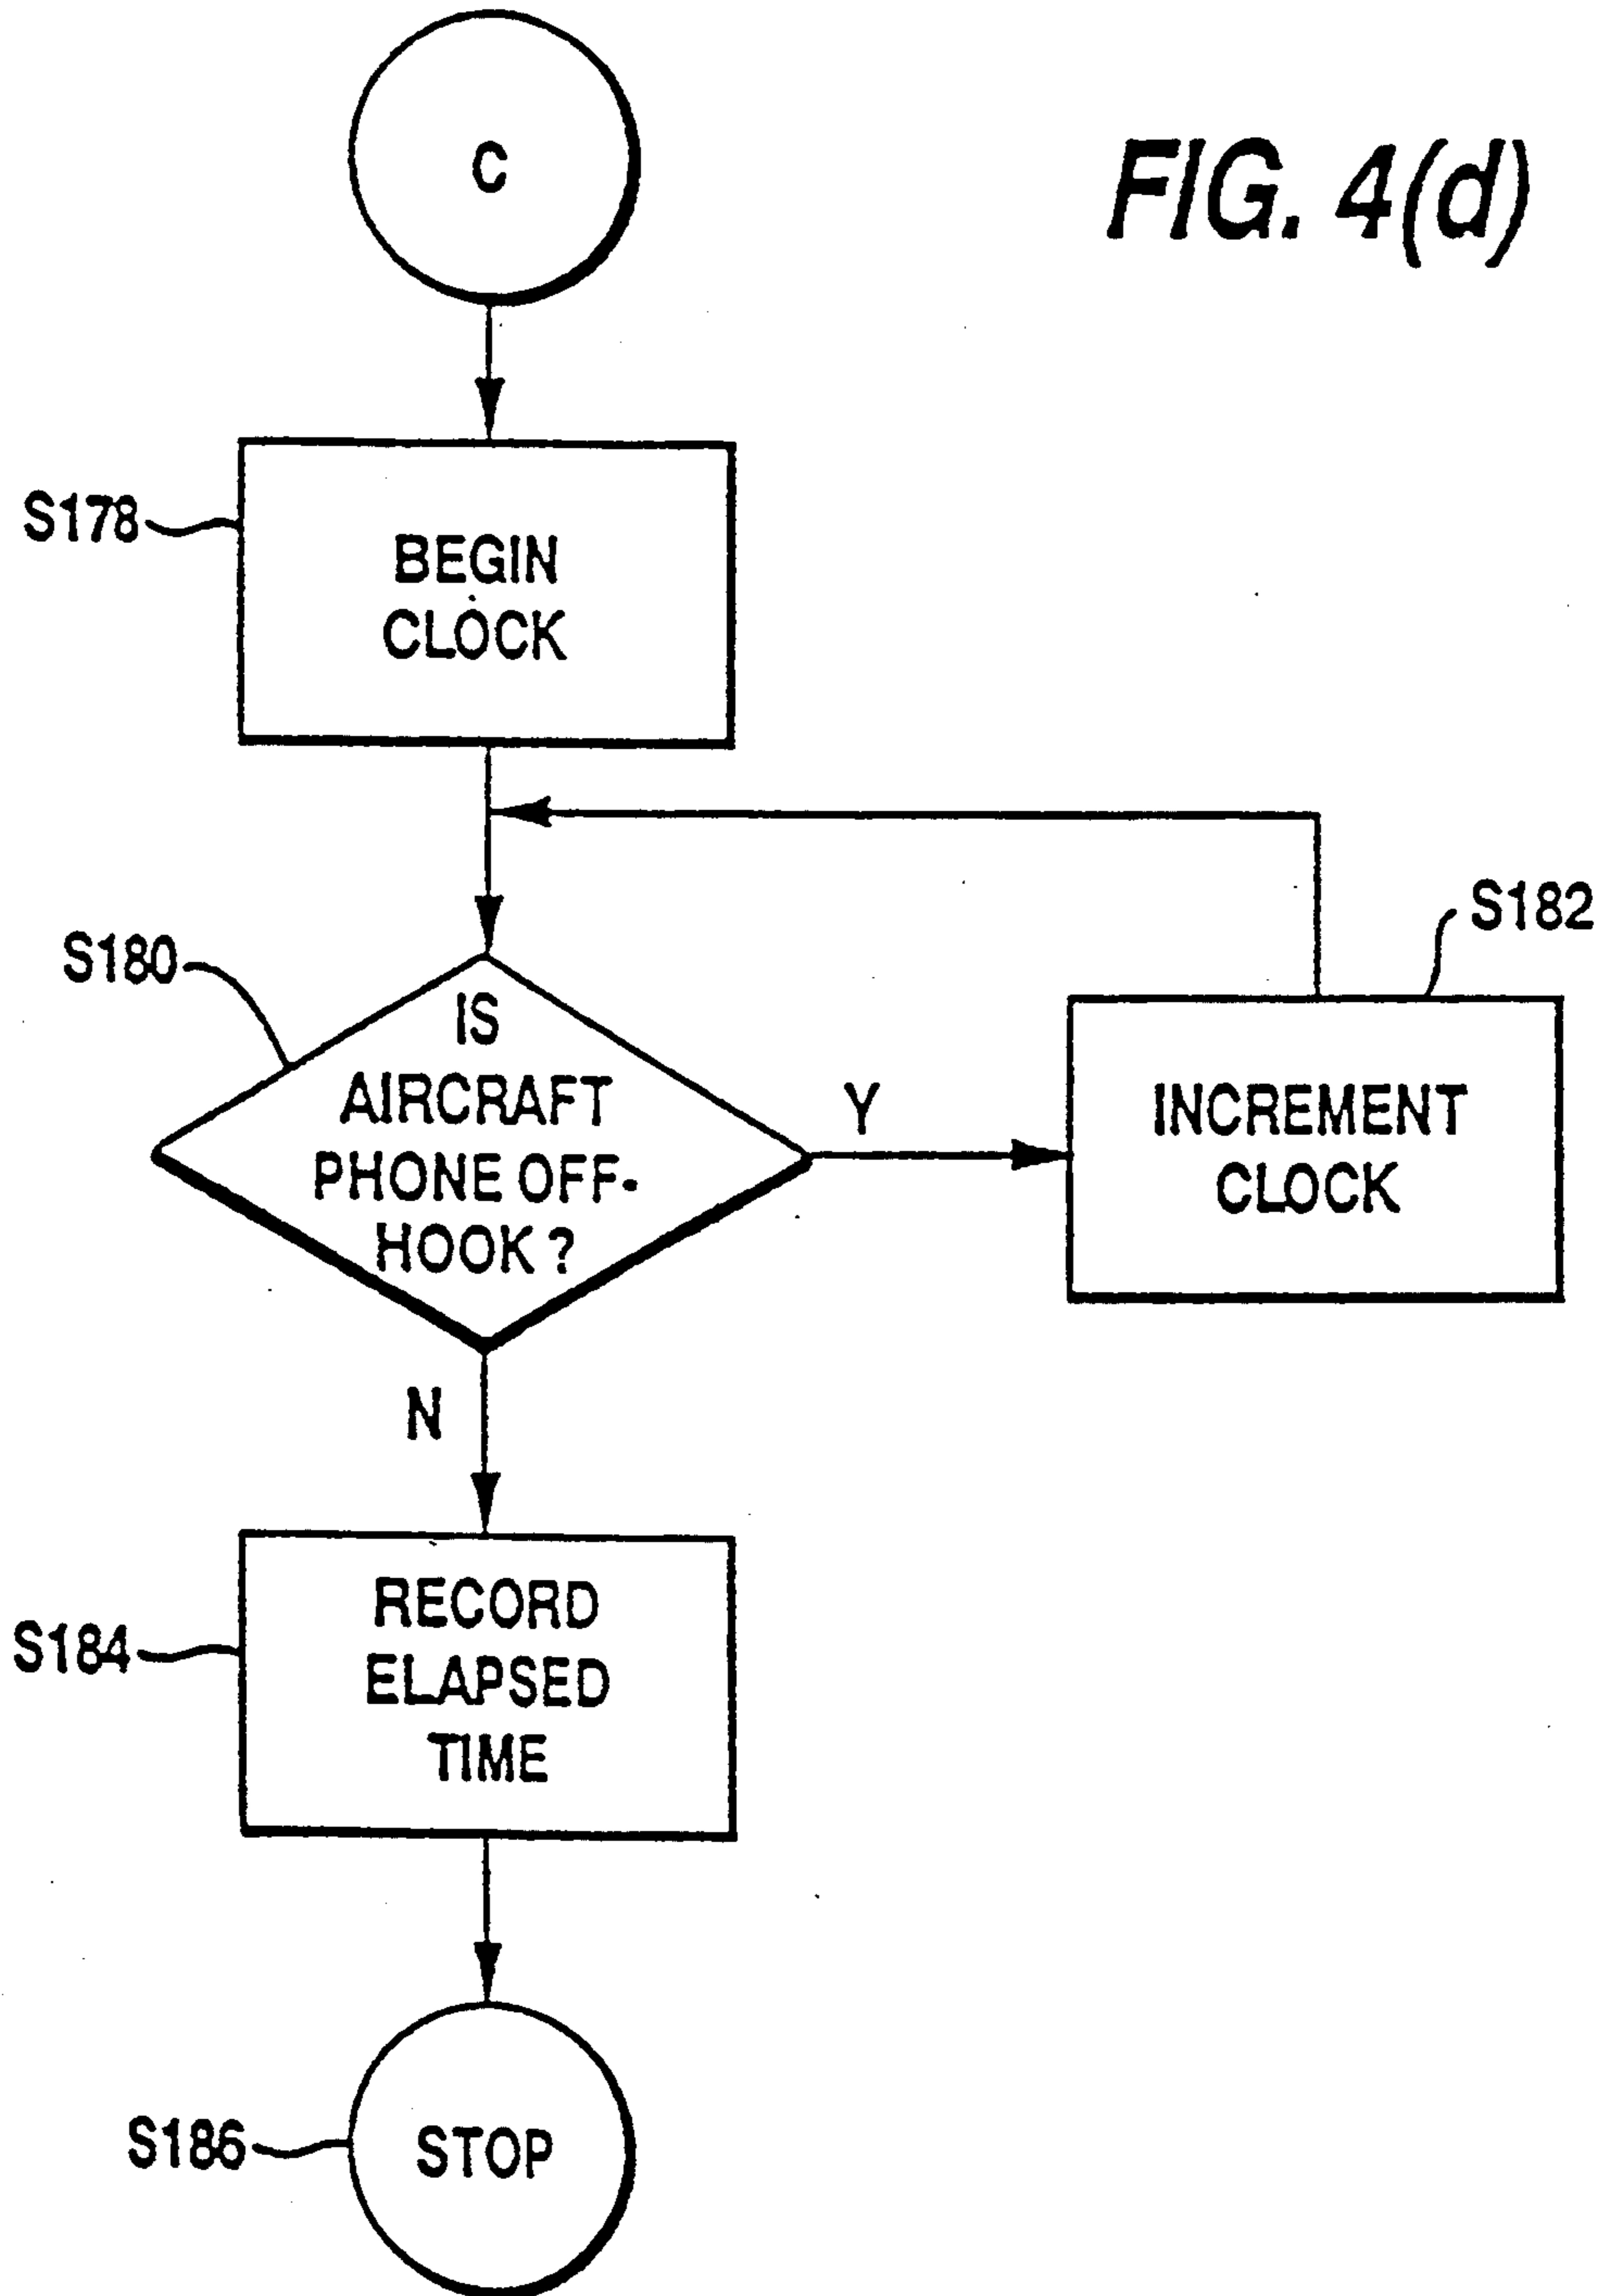 FIG. 4(d)
C
S178
BEGIN
CLOCK
S180
IS
AIRCRAFT
PHONE OFF-
HOOK?
Y
S182
INCREMENT
CLOCK
N
S184
RECORD
ELAPSED
TIME
S186
STOP